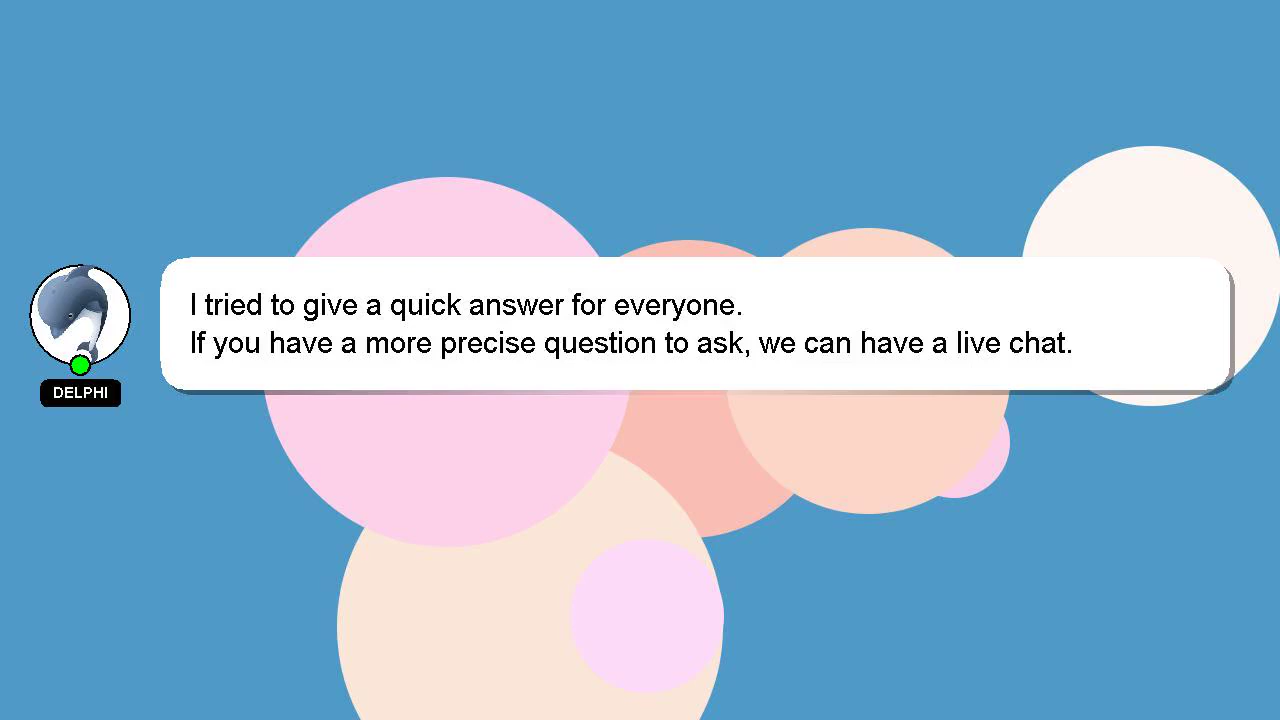 I tried to give a quick answer for everyone.
If you have a more precise question to ask, we can have a live chat.
DELPHI